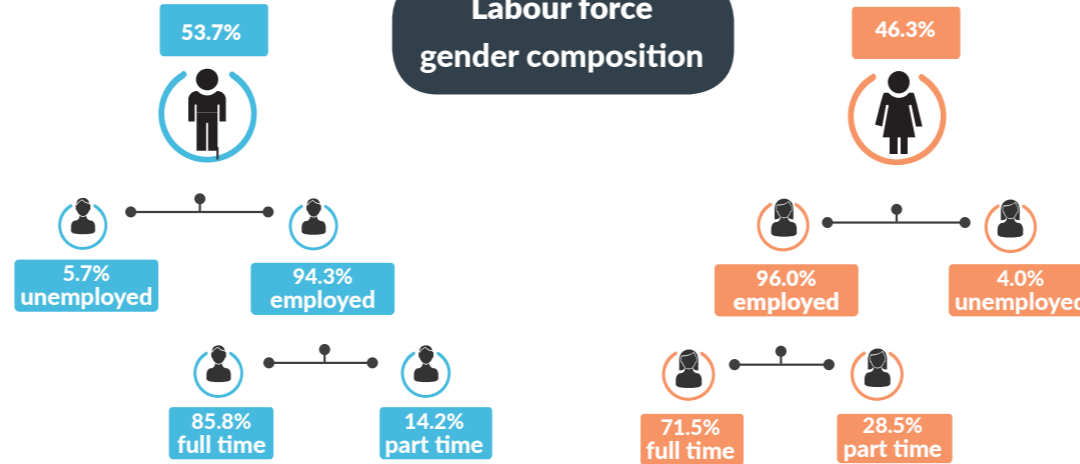 Labour force
gender composition
53.7%
46.3%
5.7%
unemployed
94.3%
employed
96.0%
employed
4.0%
unemployed
85.8%
full time
14.2%
part time
71.5%
full time
28.5%
part time